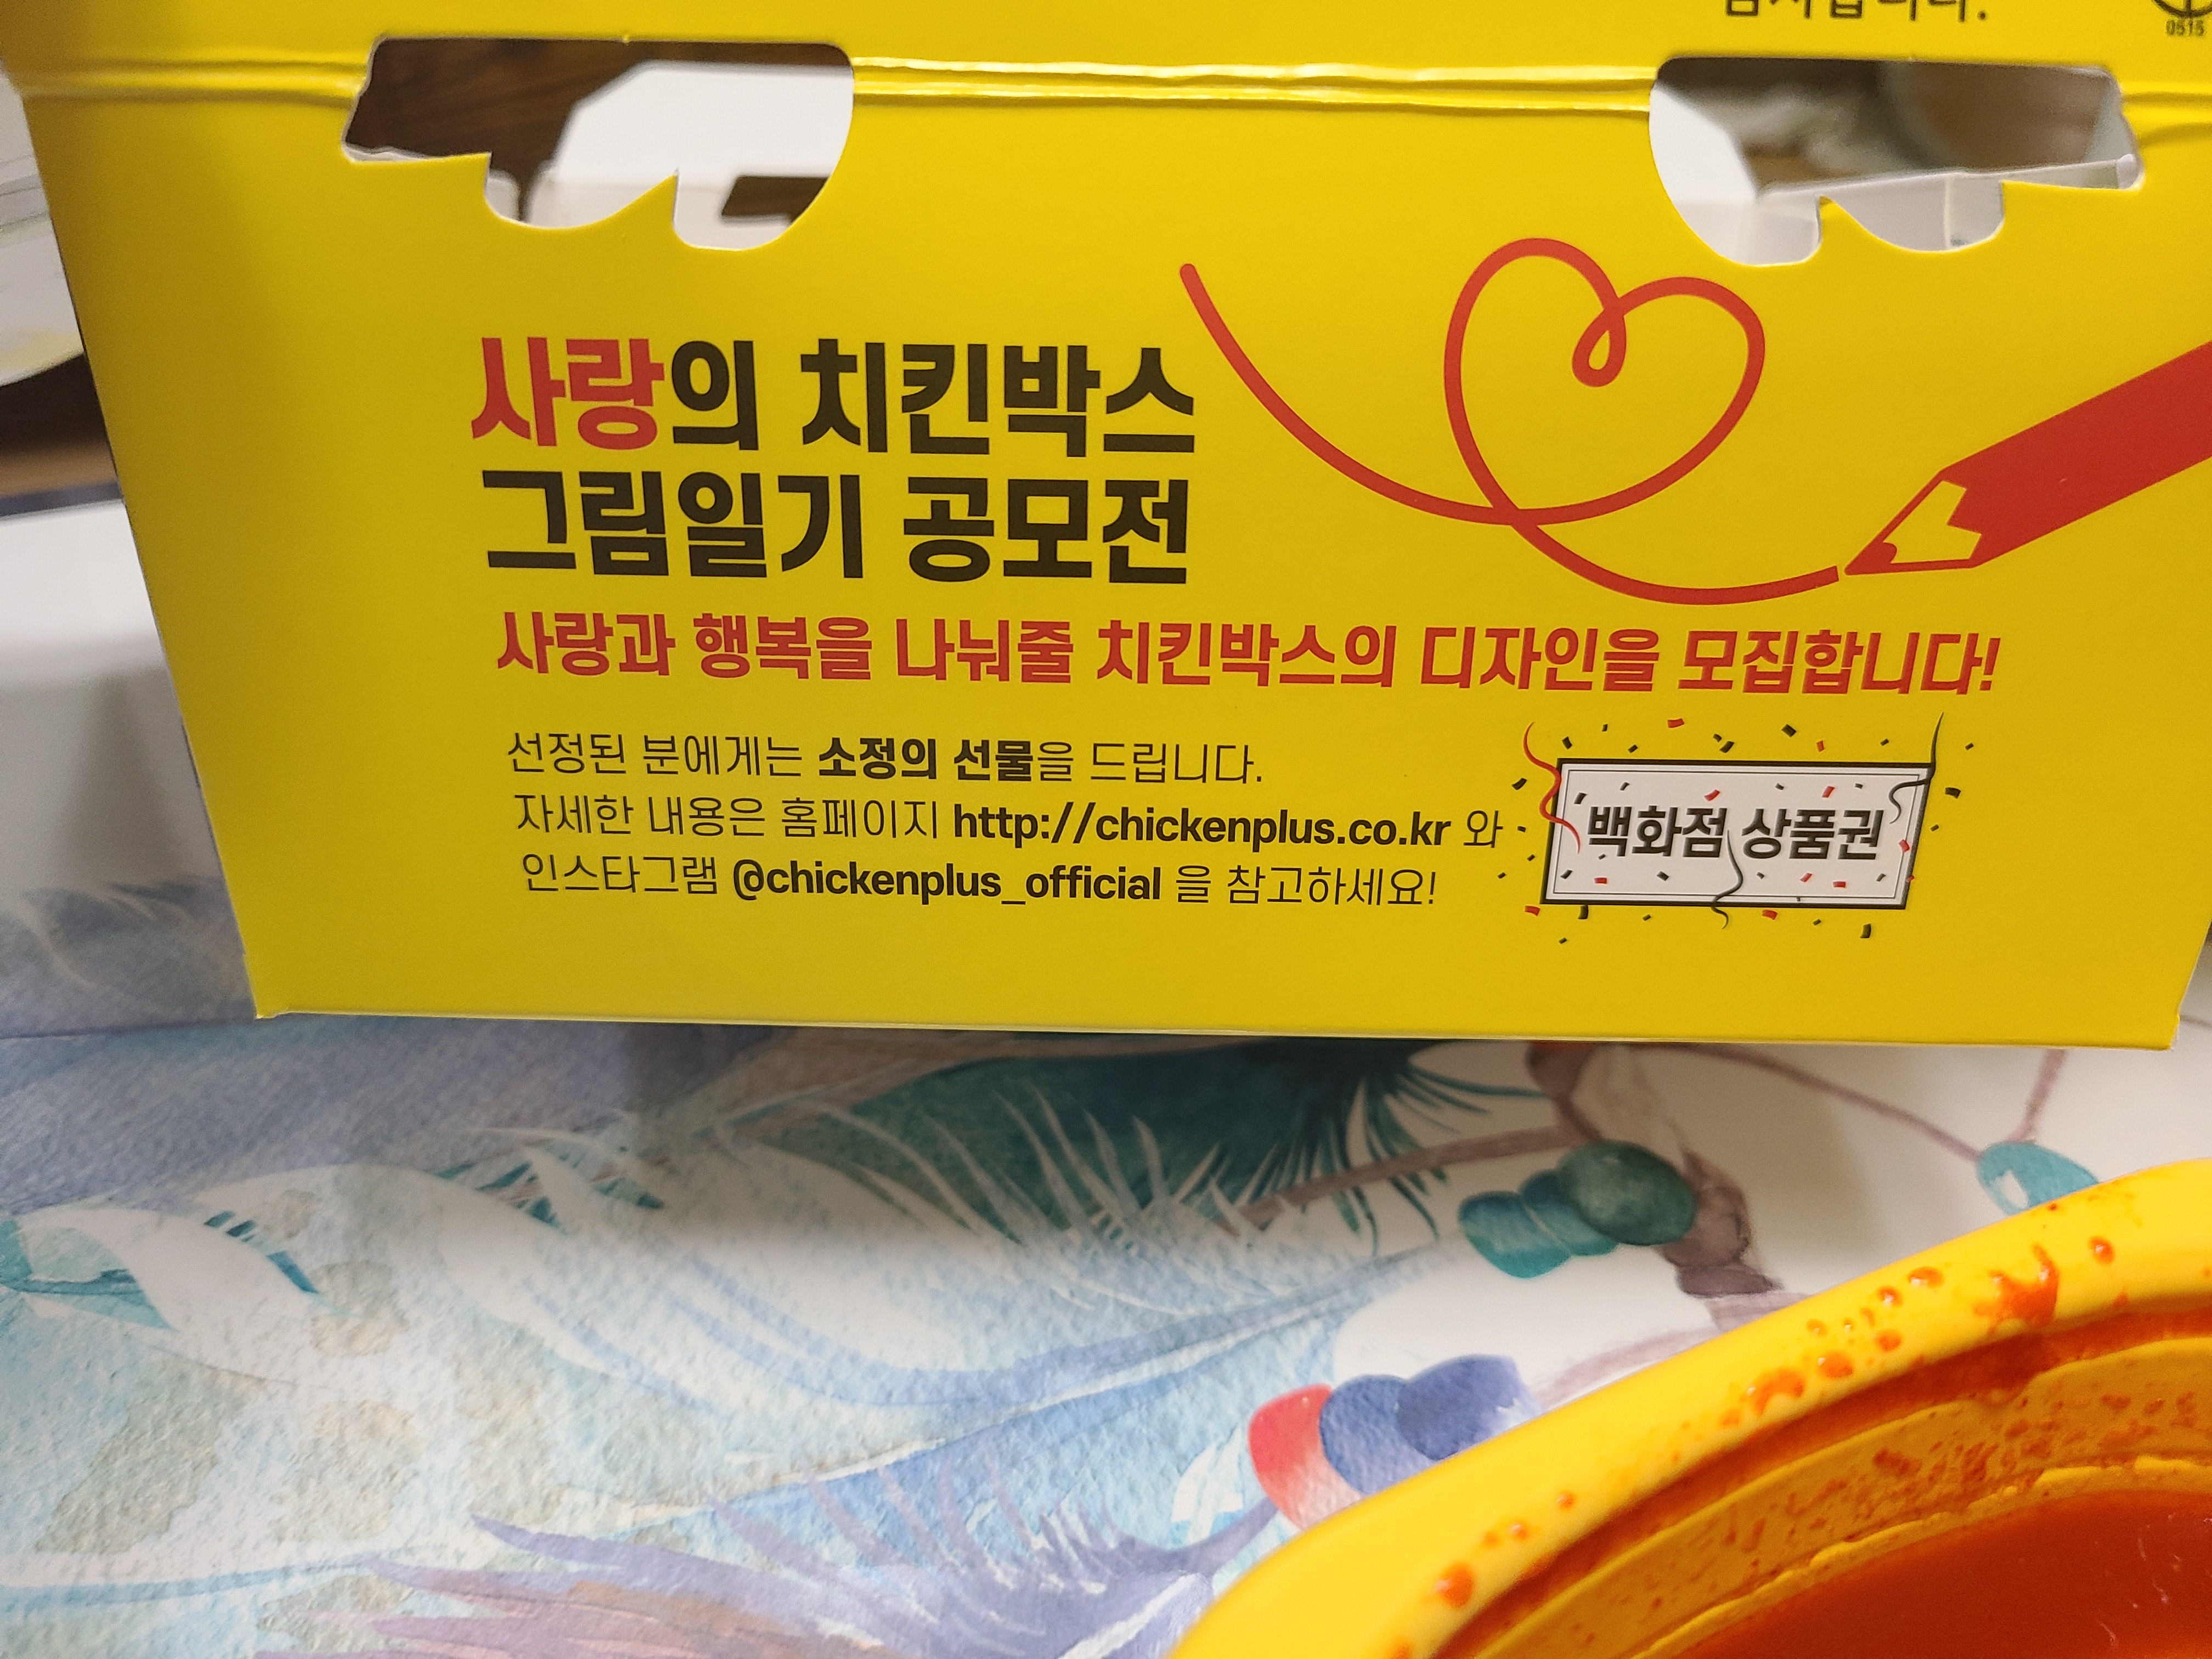 0515
사랑의 치킨박스
그림일기 공모전
사랑과 행복을 나눠줄 치킨박스의 디자인을 모집합니다!
선정된 분에게는 소정의 선물을 드립니다.
자세한 내용은 홈페이지 http://chickenplus.co.kr 와
인스타그램 @chickenplus_official 을 참고하세요!
백화점 상품권